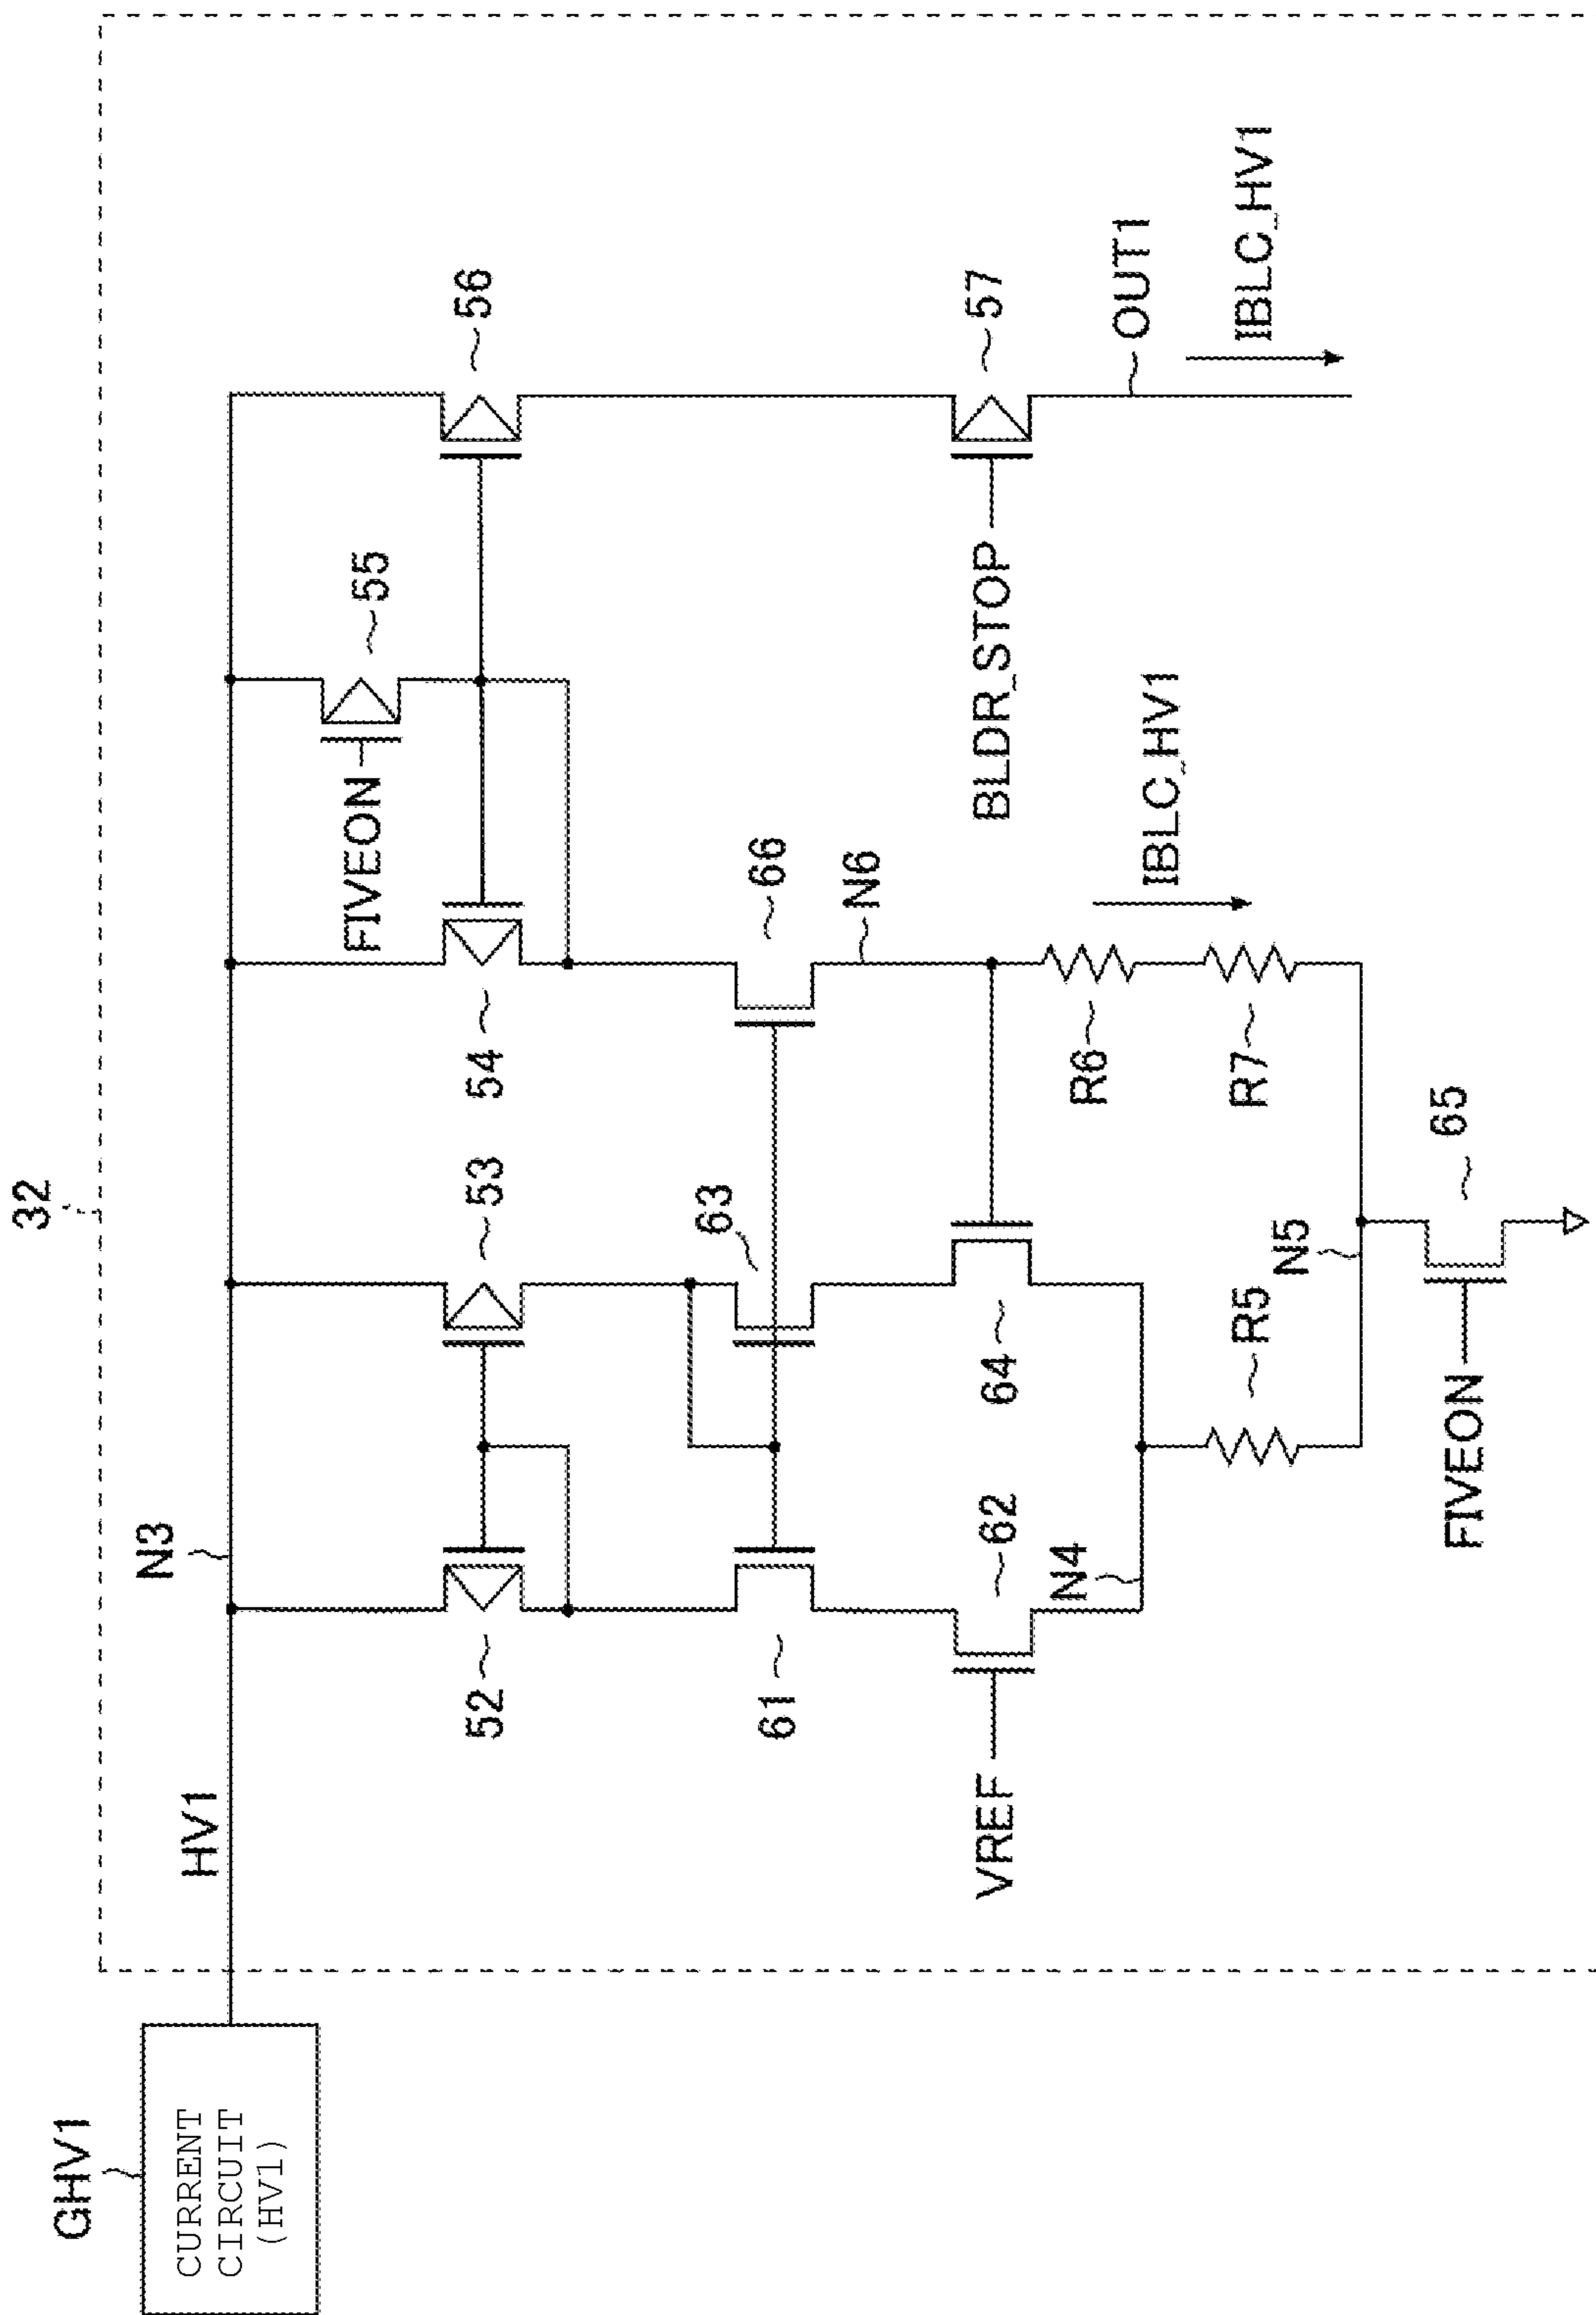 32
GHV1
CURRENT
CIRCUIT
(HV1)
HV1
N3
52
53
54
55
56
FIVEON
61
63
66
62
64
VREF
N4
N6
BLDR_STOP
57
OUT1
IBLC_HV1
IBLC_HV1
R5
R6
R7
N5
65
FIVEON